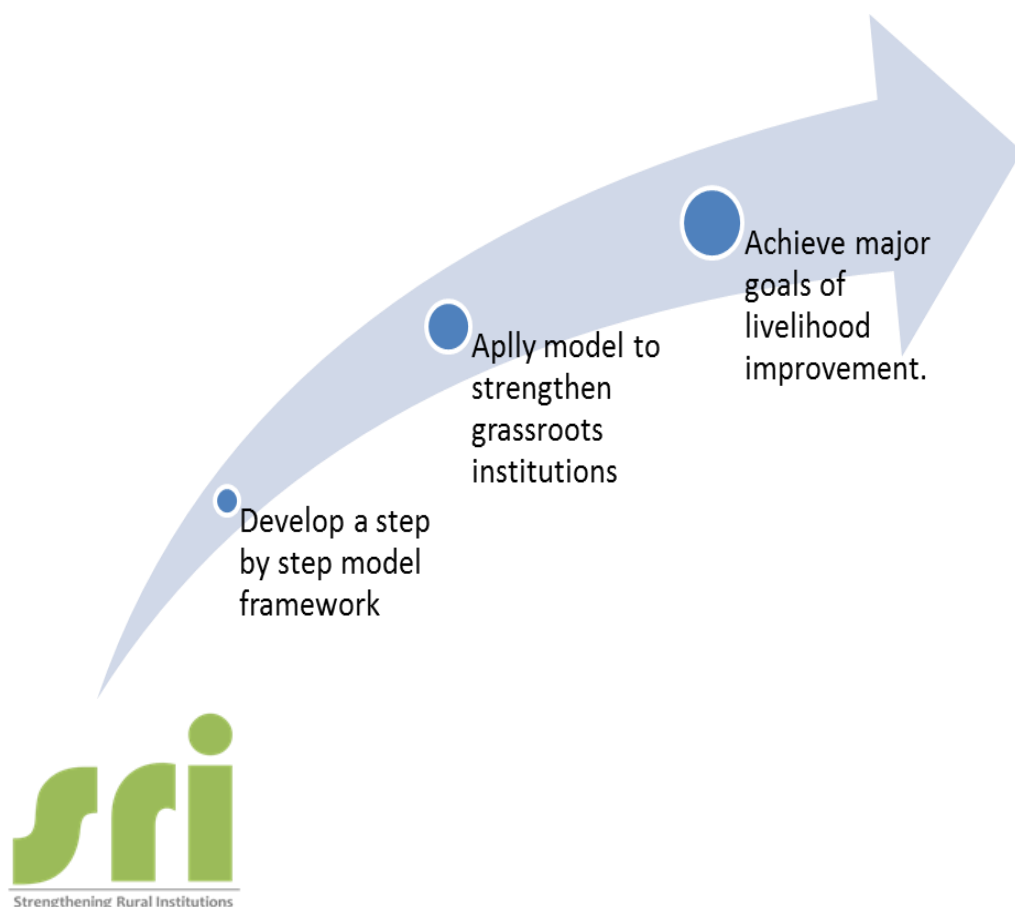 Achieve major
goals of
livelihood
improvement.
Aplly model to
strengthen
grassroots
institutions
Develop a step
by step model
framework
sri
Strengthening Rural Institutions